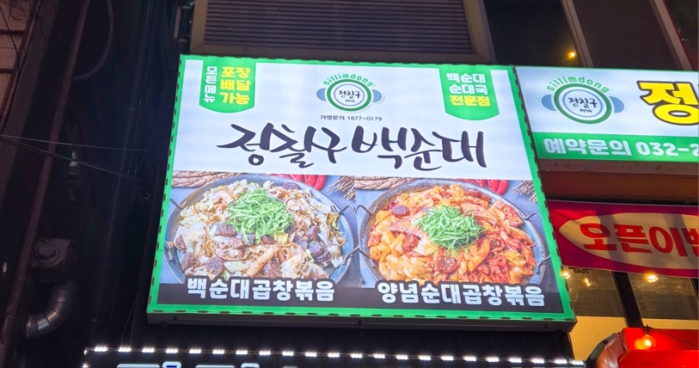 모든메뉴
포장
배달
가능
sillimdong
정칠구
백순대
순대국
전문점
가맹문의 1877-0179
정칠구백순대
백순대곱창볶음
양념순대곱창볶음
sillimdong
정칠구
정
예약문의 032-2
오픈이벤